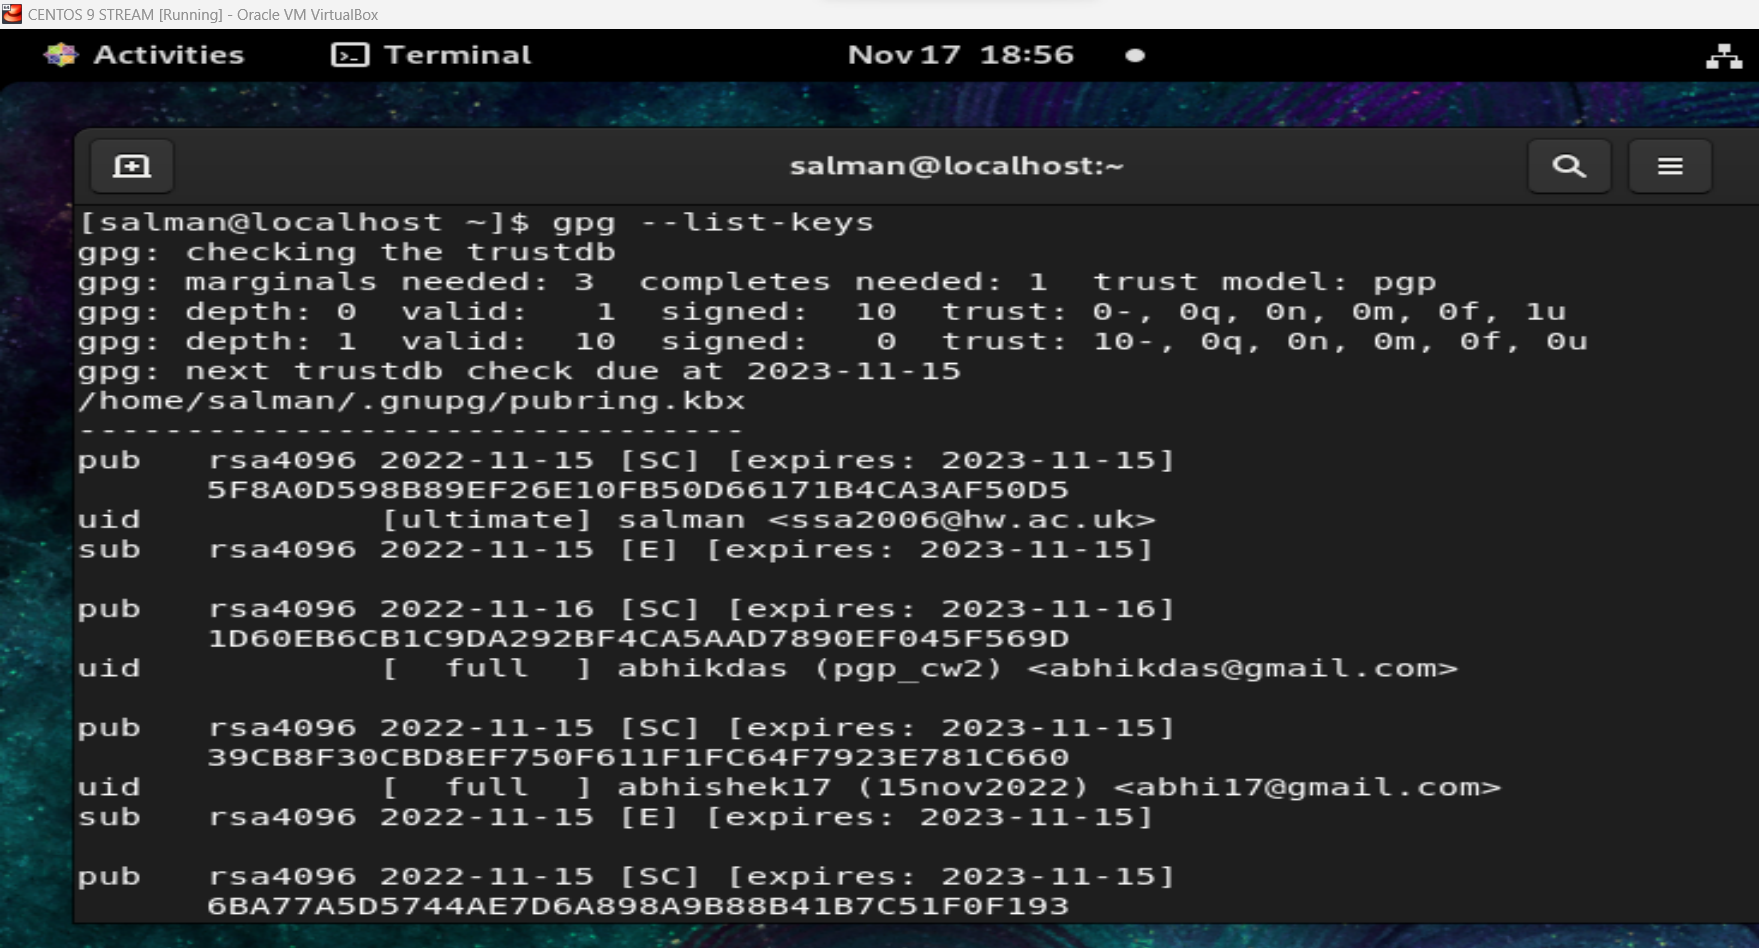 CENTOS 9 STREAM [Running] - Oracle VM VirtualBox
Activities Terminal Nov 17 18:56
salman@localhost:~
[salman@localhost ~]$ gpg --list-keys
gpg: checking the trustdb
gpg: marginals needed: 3  completes needed: 1  trust model: pgp
gpg: depth: 0  valid:   1  signed:  10  trust: 0-, 0q, 0n, 0m, 0f, 1u
gpg: depth: 1  valid:  10  signed:   0  trust: 10-, 0q, 0n, 0m, 0f, 0u
gpg: next trustdb check due at 2023-11-15
/home/salman/.gnupg/pubring.kbx
-------------------------------
pub   rsa4096 2022-11-15 [SC] [expires: 2023-11-15]
      5F8A0D598B89EF26E10FB50D66171B4CA3AF50D5
uid           [ultimate] salman <ssa2006@hw.ac.uk>
sub   rsa4096 2022-11-15 [E] [expires: 2023-11-15]

pub   rsa4096 2022-11-16 [SC] [expires: 2023-11-16]
      1D60EB6CB1C9DA292BF4CA5AAD7890EF045F569D
uid           [  full  ] abhikdas (pgp_cw2) <abhikdas@gmail.com>

pub   rsa4096 2022-11-15 [SC] [expires: 2023-11-15]
      39CB8F30CBD8EF750F611F1FC64F7923E781C660
uid           [  full  ] abhishek17 (15nov2022) <abhi17@gmail.com>
sub   rsa4096 2022-11-15 [E] [expires: 2023-11-15]

pub   rsa4096 2022-11-15 [SC] [expires: 2023-11-15]
      6BA77A5D5744AE7D6A898A9B88B41B7C51F0F193